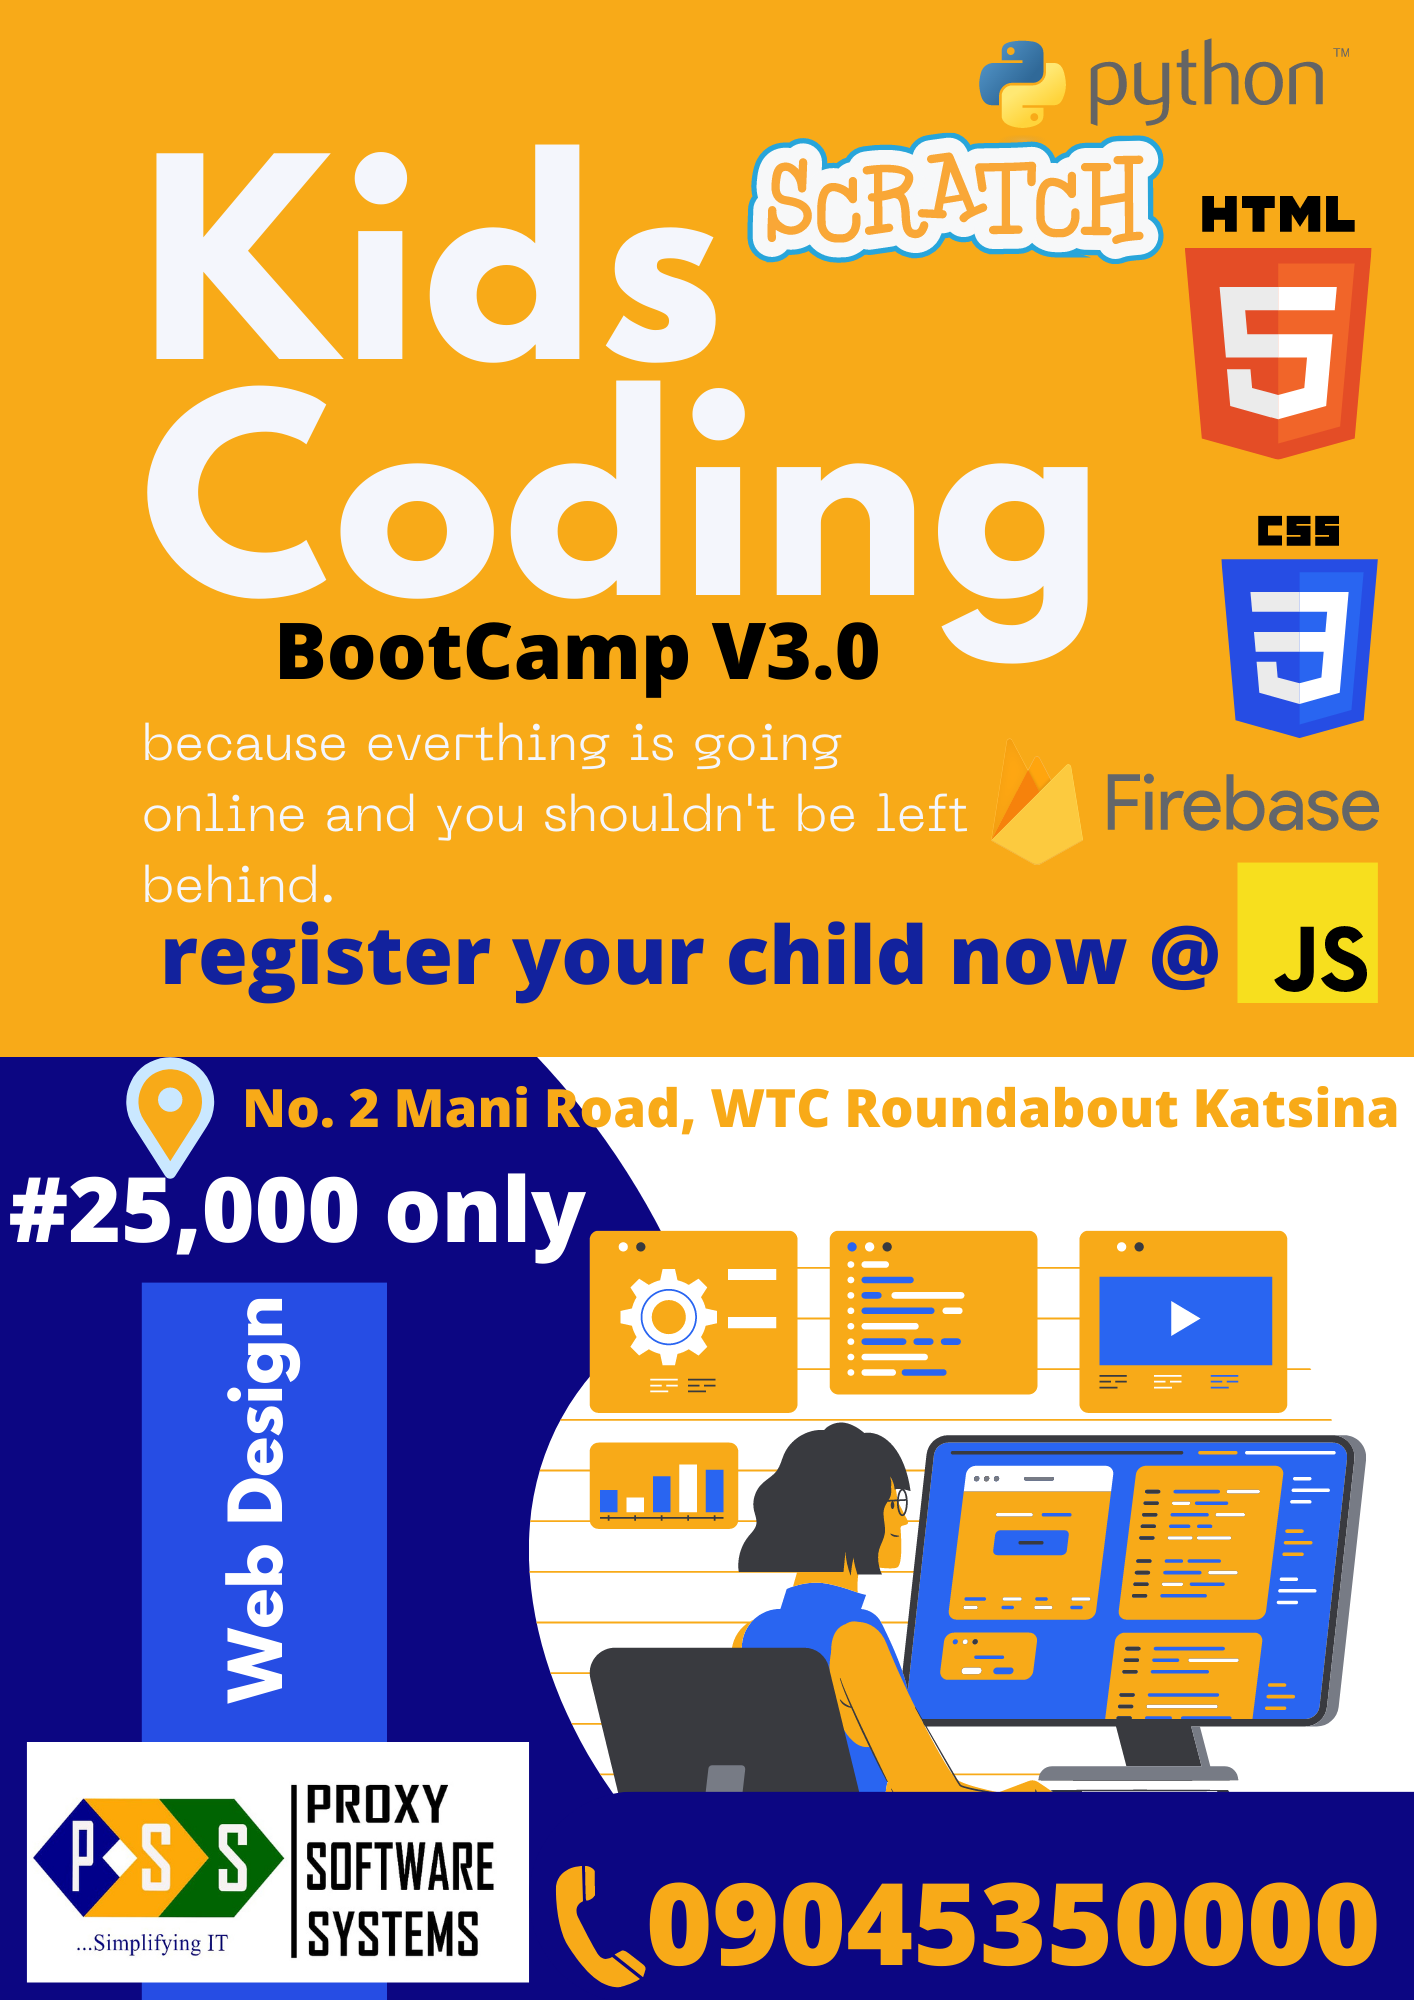 python™
SCRATCH
Kids
HTML
5
Coding
CSS
3
BootCamp V3.0
because everthing is going
online and you shouldn't be left
behind.
Firebase
register your child now @
JS
No. 2 Mani Road, WTC Roundabout Katsina
#25,000 only
Web Design
PSS
...Simplifying IT
PROXY
SOFTWARE
SYSTEMS
09045350000